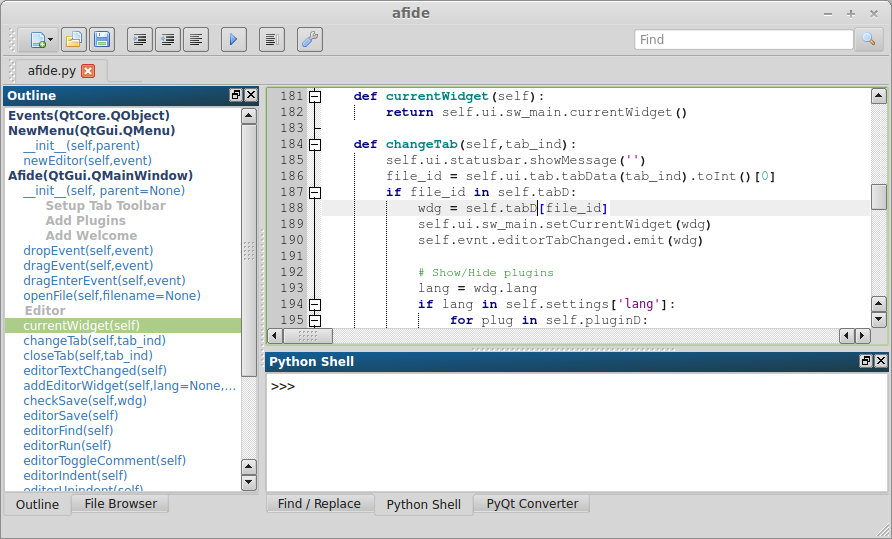 afide
Find
afide.py
Outline
Events(QtCore.QObject)
NewMenu(QtGui.QMenu)
__init__(self,parent)
newEditor(self,event)
Afide(QtGui.QMainWindow)
__init__(self, parent=None)
Setup Tab Toolbar
Add Plugins
Add Welcome
dropEvent(self,event)
dragEvent(self,event)
dragEnterEvent(self,event)
openFile(self,filename=None)
Editor
currentWidget(self)
changeTab(self,tab_ind)
closeTab(self,tab_ind)
editorTextChanged(self)
addEditorWidget(self,lang=None,...
checkSave(self,wdg)
editorSave(self)
editorFind(self)
editorRun(self)
editorToggleComment(self)
editorIndent(self)
editorUnindent(self)
Outline
File Browser
181 def currentWidget(self):
182 return self.ui.sw_main.currentWidget()
183
184 def changeTab(self,tab_ind):
185 self.ui.statusbar.showMessage('')
186 file_id = self.ui.tab.tabData(tab_ind).toInt()[0]
187 if file_id in self.tabD:
188 wdg = self.tabD[file_id]
189 self.ui.sw_main.setCurrentWidget(wdg)
190 self.evnt.editorTabChanged.emit(wdg)
191
192 # Show/Hide plugins
193 lang = wdg.lang
194 if lang in self.settings['lang']:
195 for plug in self.pluginD:
Python Shell
>>>
Find / Replace
Python Shell
PyQt Converter